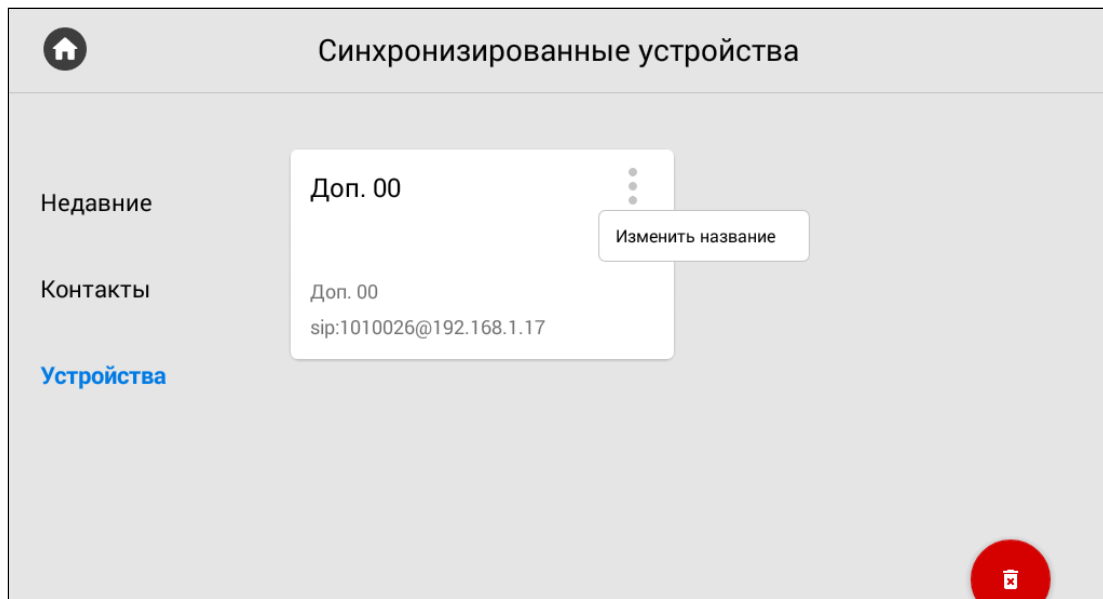 Синхронизированные устройства
Недавние
Контакты
Устройства
Доп. 00
Изменить название
Доп. 00
sip:1010026@192.168.1.17